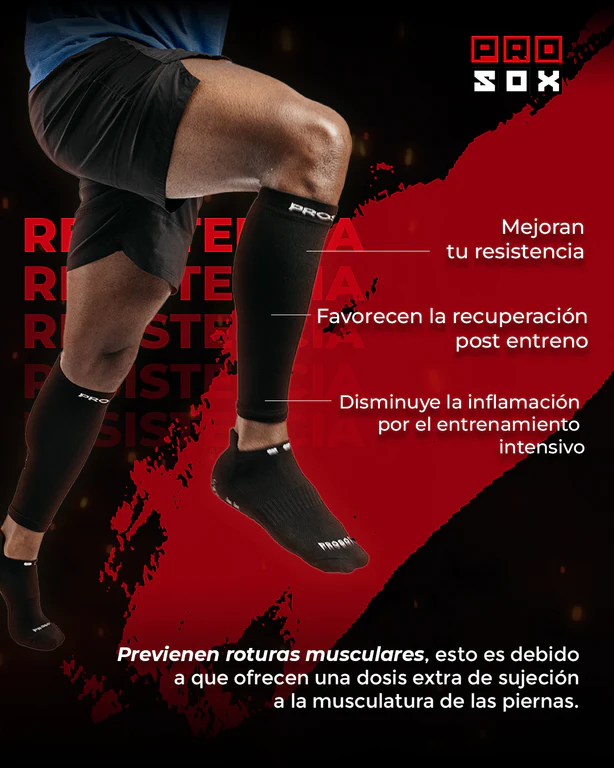 PRO
SOX
Mejoran
tu resistencia
Favorecen la recuperación
post entreno
Disminuye la inflamación
por el entrenamiento
intensivo
Previenen roturas musculares, esto es debido
a que ofrecen una dosis extra de sujeción
a la musculatura de las piernas.